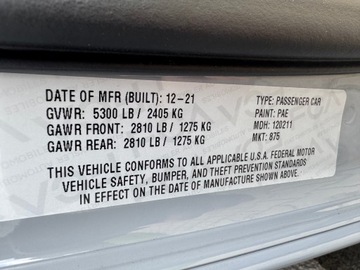 DATE OF MFR (BUILT): 12-21
TYPE: PASSENGER CAR
GVWR: 5300 LB / 2405 KG
PAINT: PAE
GAWR FRONT: 2810 LB / 1275 KG
MDH: 120211
GAWR REAR: 2810 LB / 1275 KG
MKT: 875
THIS VEHICLE CONFORMS TO ALL APPLICABLE U.S.A. FEDERAL MOTOR
VEHICLE SAFETY, BUMPER, AND THEFT PREVENTION STANDARDS
IN EFFECT ON THE DATE OF MANUFACTURE SHOWN ABOVE.